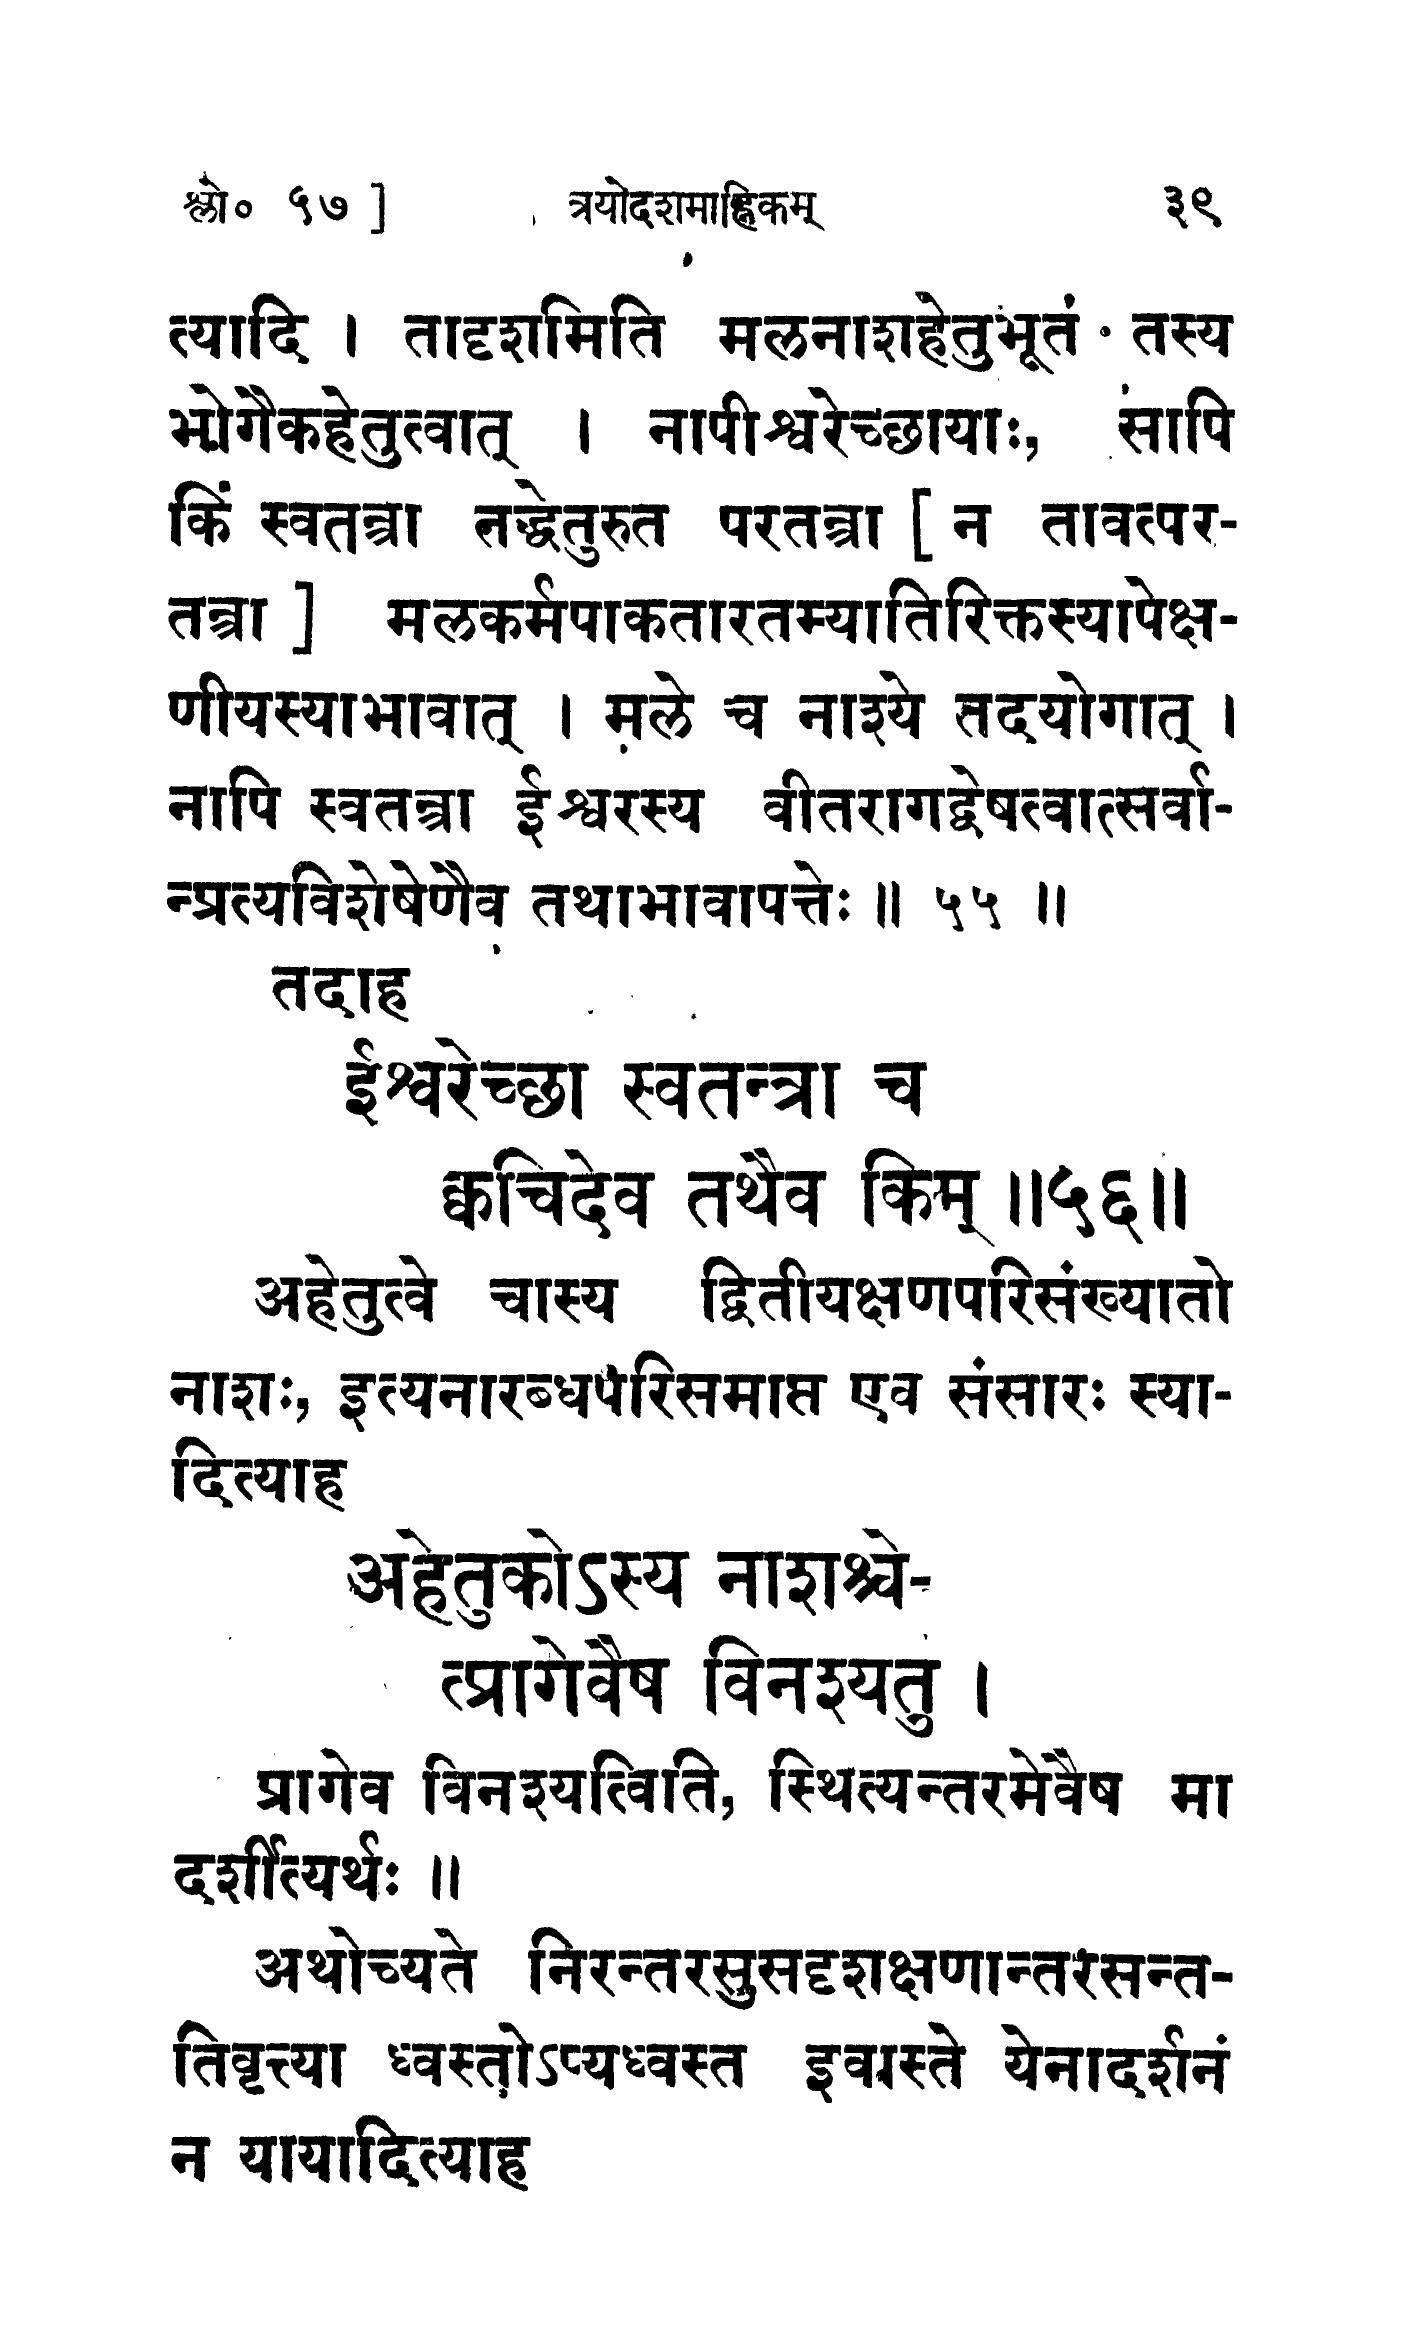 श्लो० ५७ ] त्रयोदशमाह्निकम् ३९
त्यादि । तादृशमिति मलनाशहेतुभूतं तस्य
भोगैकहेतुत्वात् । नापीश्वरेच्छायाः, सापि
किं स्वतन्त्रा तद्धेतुरुत परतन्त्रा [ न तावत्पर-
तन्त्रा ] मलकर्मपाकतारतम्यातिरिक्तस्यापेक्ष-
णीयस्याभावात् । मले च नाश्ये तदयोगात् ।
नापि स्वतन्त्रा ईश्वरस्य वीतरागद्वेषत्वात्सर्वा-
न्प्रत्यविशेषेणैव तथाभावापत्तेः ॥ ५५ ॥
तदाह
ईश्वरेच्छा स्वतन्त्रा च
क्वचिदेव तथैव किम् ॥५६॥
अहेतुत्वे चास्य द्वितीयक्षणपरिसंख्यातो
नाशः, इत्यनारब्धपरिसमाप्त एव संसारः स्या-
दित्याह
अहेतुकोऽस्य नाशश्चे-
त्प्रागेवैष विनश्यतु ।
प्रागेव विनश्यत्विति, स्थित्यन्तरमेवैष मा
दर्शीत्यर्थः ॥
अथोच्यते निरन्तरसुसदृशक्षणान्तरसन्त-
तिवृत्त्या ध्वस्तोऽप्यध्वस्त इवास्ते येनादर्शनं
न यायादित्याह